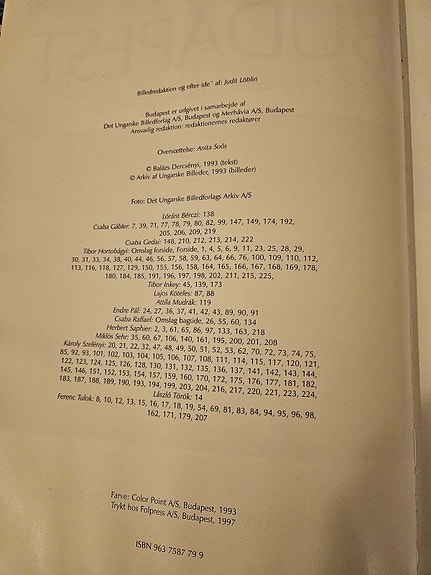 BUDAPEST
Billedredaktion og efter ide´ af: Judit Löblin
Budapest er udgivet i samarbejde af
Det Ungarske Billedforlag A/S, Budapest og Merhávia A/S, Budapest
Ansvarlig redaktion: redaktionernes redaktører
Overscettelse: Anita Soós
© Balázs Dercsényi, 1993 (tekst)
© Arkiv af Ungarske Billeder, 1993 (billeder)
Foto: Det Ungarske Billedforlags Arkiv A/S
Lóránt Bérczi: 138
Csaba Gábler: 7, 39, 71, 77, 78, 79, 80, 82, 99, 147, 149, 174, 192,
205, 206, 209, 219
Csaba Gedai: 148, 210, 212, 213, 214, 222
Tibor Hortobágyi: Omslag forside, Forside, 1, 4, 5, 6, 9, 11, 23, 25, 28, 29,
30, 31, 33, 34, 38, 40, 44, 46, 56, 57, 58, 59, 63, 64, 66, 76, 100, 109, 110, 112,
113, 116, 118, 127, 129, 150, 155, 156, 158, 164, 165, 166, 167, 168, 169, 178,
180, 184, 185, 191, 196, 197, 198, 202, 211, 215, 225,
Tibor Inkey: 45, 139, 173
Lajos Köteles: 87, 88
Attila Mudrák: 119
Endre Pál: 24, 27, 36, 37, 41, 42, 43, 89, 90, 91
Csaba Raffael: Omslag bagside, 26, 55, 60, 134
Herbert Saphier: 2, 3, 61, 65, 86, 97, 133, 163, 218
Miklós Sehr: 35, 60, 67, 106, 140, 161, 195, 200, 201, 208
Károly Szelényi: 20, 21, 22, 32, 47, 48, 49, 50, 51, 52, 53, 62, 70, 72, 73, 74, 75,
85, 92, 93, 101, 102, 103, 104, 105, 106, 107, 108, 111, 114, 115, 117, 120, 121,
122, 123, 124, 125, 126, 128, 130, 131, 132, 135, 136, 137, 141, 142, 143, 144,
145, 146, 151, 152, 153, 154, 157, 159, 160, 170, 172, 175, 176, 177, 181, 182,
183, 187, 188, 189, 190, 193, 194, 199, 203, 204, 216, 217, 220, 221, 223, 224,
László Török: 14
Ferenc Tulok: 8, 10, 12, 13, 15, 16, 17, 18, 19, 54, 69, 81, 83, 84, 94, 95, 96, 98,
162, 171, 179, 207
Farve: Color Point A/S, Budapest, 1993
Trykt hos Folpress A/S, Budapest, 1997
ISBN 963 7587 79 9